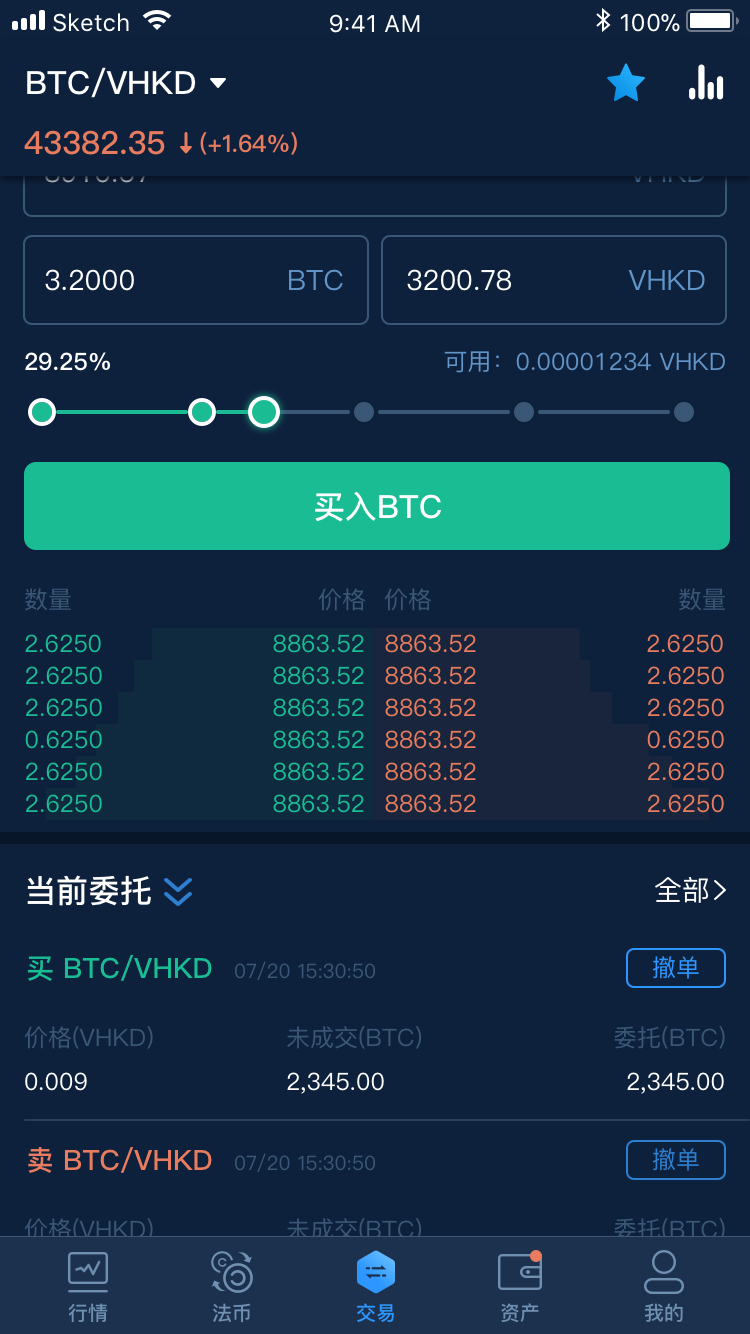 Sketch 9:41 AM 100%
BTC/VHKD
43382.35 ↓(+1.64%)
VHKD
3.2000 BTC 3200.78 VHKD
29.25% 可用：0.00001234 VHKD
买入BTC
数量 价格 价格 数量
2.6250 8863.52 8863.52 2.6250
2.6250 8863.52 8863.52 2.6250
2.6250 8863.52 8863.52 2.6250
0.6250 8863.52 8863.52 0.6250
2.6250 8863.52 8863.52 2.6250
2.6250 8863.52 8863.52 2.6250
当前委托 全部
买 BTC/VHKD 07/20 15:30:50 撤单
价格(VHKD) 未成交(BTC) 委托(BTC)
0.009 2,345.00 2,345.00
卖 BTC/VHKD 07/20 15:30:50 撤单
价格(VHKD) 未成交(BTC) 委托(BTC)
行情 法币 交易 资产 我的